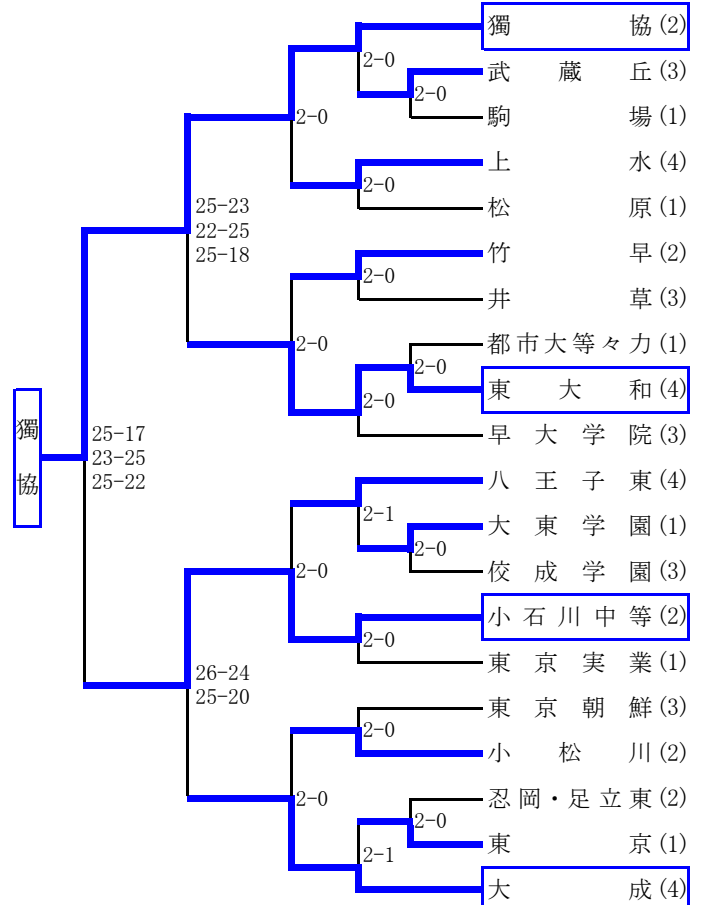 獨協(2)
2-0
武蔵丘(3)
2-0
駒場(1)
2-0
上水(4)
2-0
松原(1)
25-23
22-25
25-18
竹早(2)
2-0
井草(3)
2-0
都市大等々力(1)
2-0
東大和(4)
2-0
早大学院(3)
獨協
25-17
23-25
25-22
八王子東(4)
2-1
大東学園(1)
2-0
佼成学園(3)
2-0
小石川中等(2)
2-0
東京実業(1)
26-24
25-20
東京朝鮮(3)
2-0
小松川(2)
2-0
忍岡・足立東(2)
2-0
東京(1)
2-1
大成(4)